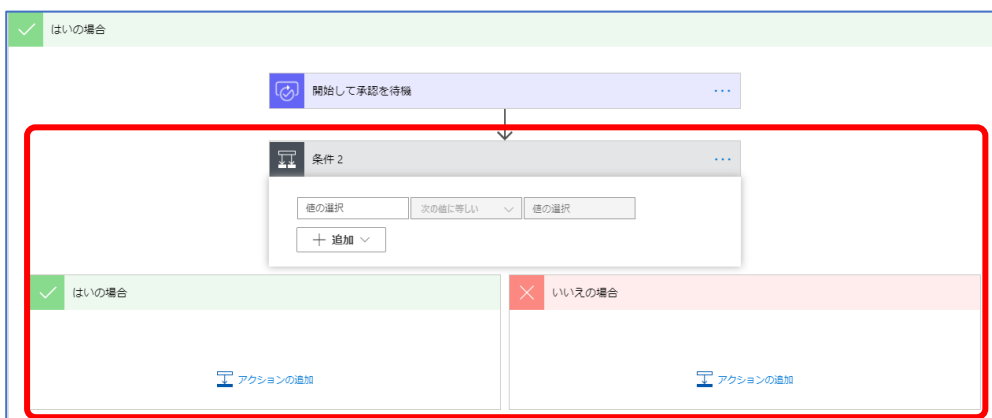 はいの場合
開始して承認を待機
条件 2
値の選択 次の値に等しい 値の選択
追加
はいの場合 いいえの場合
アクションの追加 アクションの追加